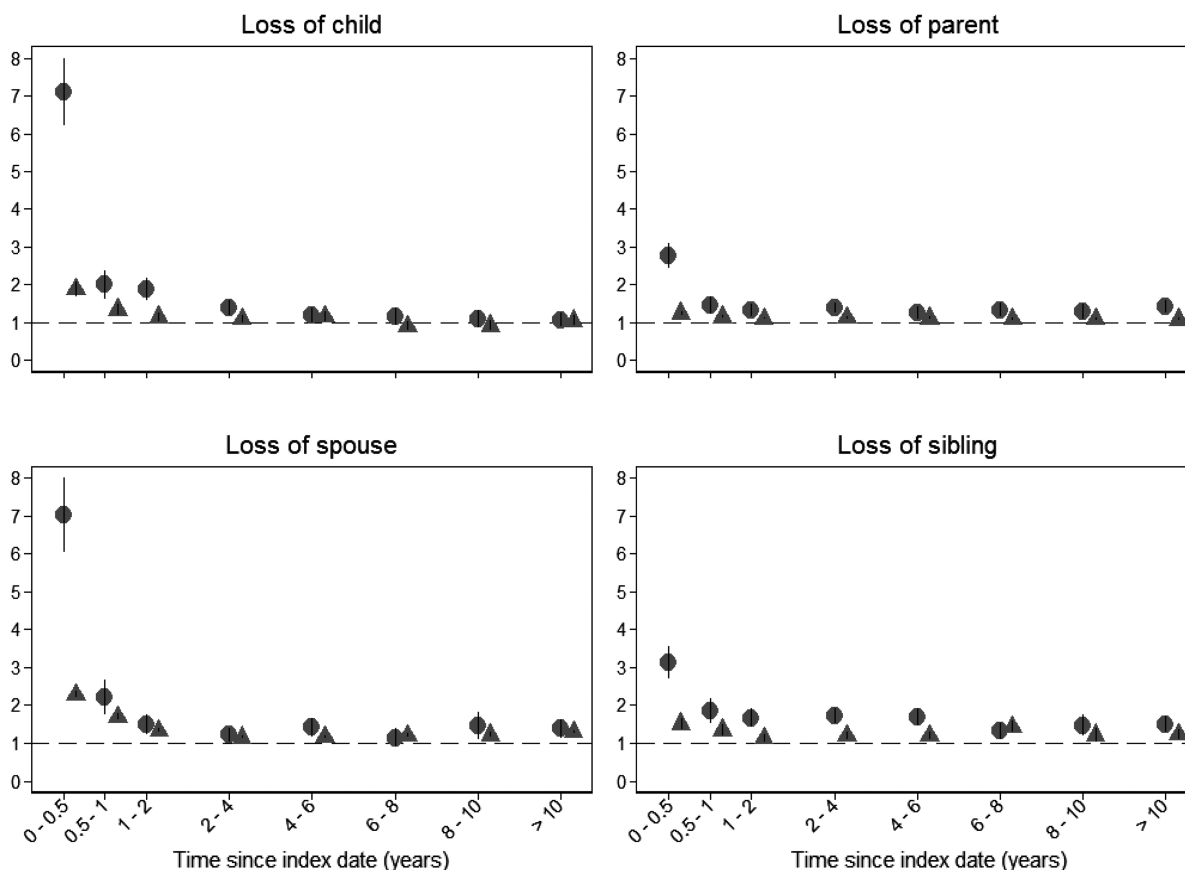 Loss of child
Loss of parent
8
7
6
5
4
3
2
1
0
8
7
6
5
4
3
2
1
0
Loss of spouse
Loss of sibling
8
7
6
5
4
3
2
1
0
8
7
6
5
4
3
2
1
0
0 - 0.5
0.5 - 1
1 - 2
2 - 4
4 - 6
6 - 8
8 - 10
> 10
0 - 0.5
0.5 - 1
1 - 2
2 - 4
4 - 6
6 - 8
8 - 10
> 10
Time since index date (years)
Time since index date (years)